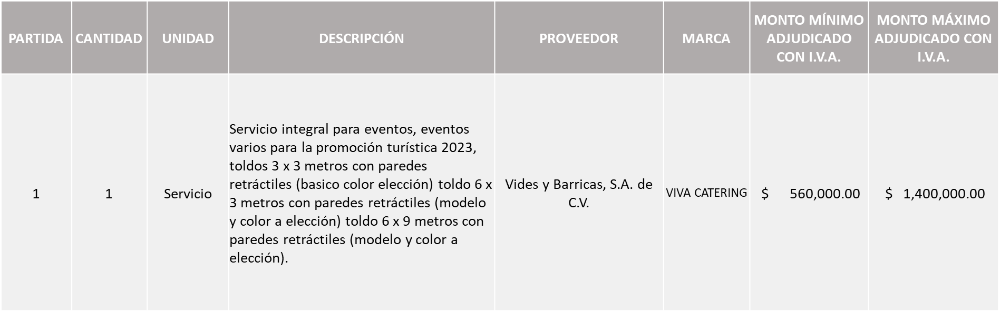 PARTIDA
CANTIDAD
UNIDAD
DESCRIPCIÓN
PROVEEDOR
MARCA
MONTO MÍNIMO
ADJUDICADO
CON I.V.A.
MONTO MÁXIMO
ADJUDICADO CON
I.V.A.
1
1
Servicio
Servicio integral para eventos, eventos
varios para la promoción turística 2023,
toldos 3 x 3 metros con paredes
retráctiles (basico color elección) toldo 6 x
3 metros con paredes retráctiles (modelo
y color a elección) toldo 6 x 9 metros con
paredes retráctiles (modelo y color a
elección).
Vides y Barricas, S.A. de
C.V.
VIVA CATERING
$ 560,000.00
$ 1,400,000.00